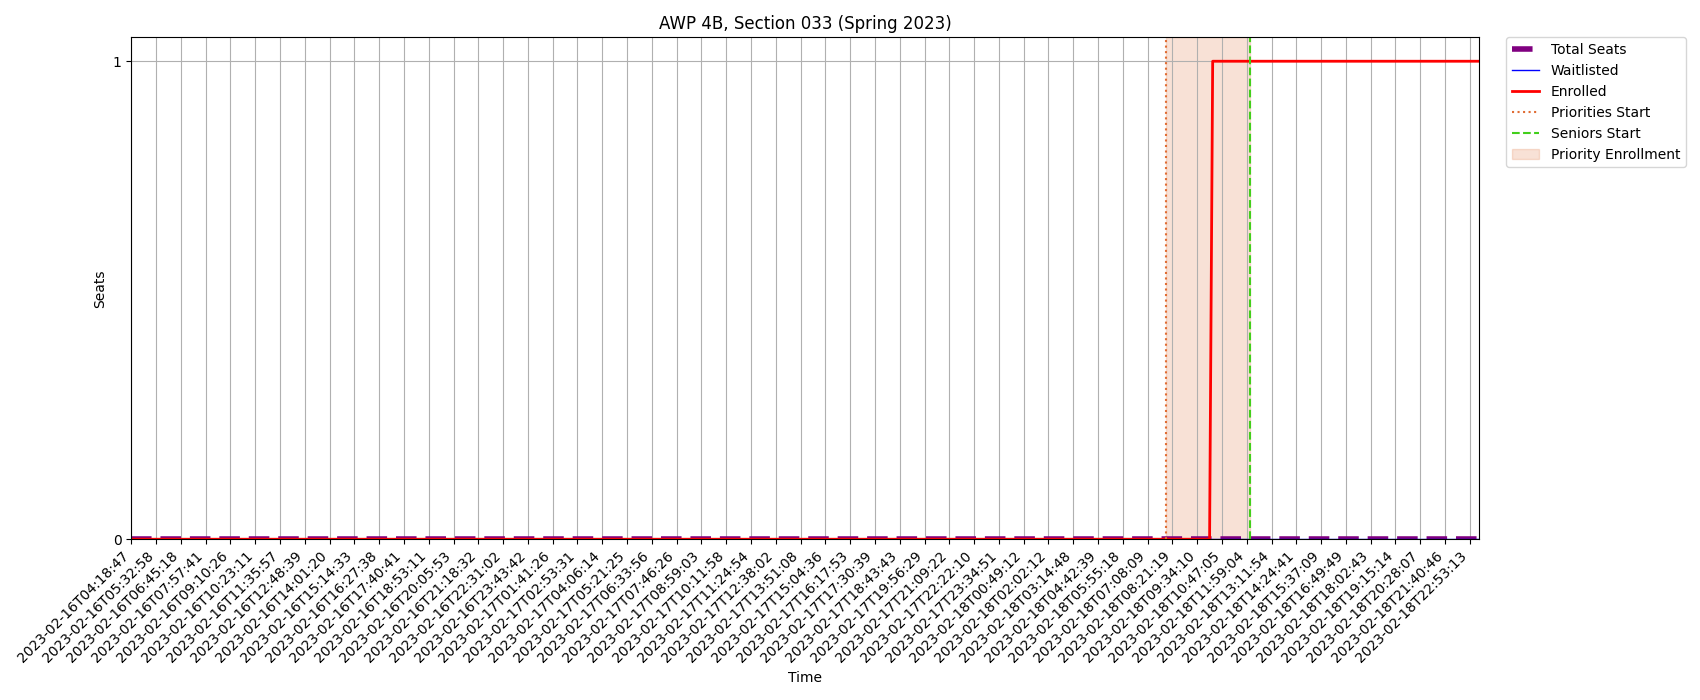 AWP 4B, Section 033 (Spring 2023)
Total Seats
Waitlisted
Enrolled
Priorities Start
Seniors Start
Priority Enrollment
Seats
1
0
2023-02-16T04:18:47
2023-02-16T05:32:58
2023-02-16T06:45:18
2023-02-16T07:57:41
2023-02-16T09:10:26
2023-02-16T10:23:11
2023-02-16T11:35:57
2023-02-16T12:48:39
2023-02-16T14:01:20
2023-02-16T15:14:33
2023-02-16T16:27:38
2023-02-16T17:40:41
2023-02-16T18:53:11
2023-02-16T20:05:53
2023-02-16T21:18:32
2023-02-16T22:31:02
2023-02-16T23:43:42
2023-02-17T01:41:26
2023-02-17T02:53:31
2023-02-17T04:06:14
2023-02-17T05:21:25
2023-02-17T06:33:56
2023-02-17T07:46:26
2023-02-17T08:59:03
2023-02-17T10:11:58
2023-02-17T11:24:54
2023-02-17T12:38:02
2023-02-17T13:51:08
2023-02-17T15:04:36
2023-02-17T16:17:53
2023-02-17T17:30:39
2023-02-17T18:43:43
2023-02-17T19:56:29
2023-02-17T21:09:22
2023-02-17T22:22:10
2023-02-17T23:34:51
2023-02-18T00:49:12
2023-02-18T02:02:12
2023-02-18T03:14:48
2023-02-18T04:42:39
2023-02-18T05:55:18
2023-02-18T07:08:09
2023-02-18T08:21:19
2023-02-18T09:34:10
2023-02-18T10:47:05
2023-02-18T11:59:04
2023-02-18T13:11:54
2023-02-18T14:24:41
2023-02-18T15:37:09
2023-02-18T16:49:49
2023-02-18T18:02:43
2023-02-18T19:15:14
2023-02-18T20:28:07
2023-02-18T21:40:46
2023-02-18T22:53:13
Time